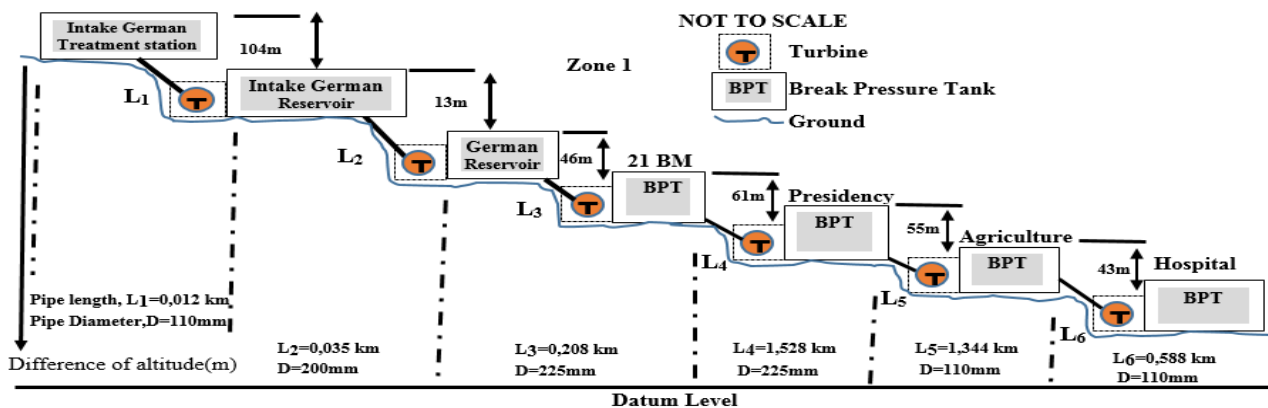 Intake German
Treatment station
104m
L1
T
Intake German
Reservoir
13m
L2
T
German
Reservoir
46m
L3
T
21 BM
BPT
61m
L4
T
Presidency
BPT
55m
L5
T
Agriculture
BPT
43m
L6
T
Hospital
BPT
Zone 1
NOT TO SCALE
T
Turbine
BPT
Break Pressure Tank
Ground
Pipe length, L1=0,012 km
Pipe Diameter,D=110mm
Difference of altitude(m)
L2=0,035 km
D=200mm
L3=0,208 km
D=225mm
L4=1,528 km
D=225mm
L5=1,344 km
D=110mm
L6=0,588 km
D=110mm
Datum Level